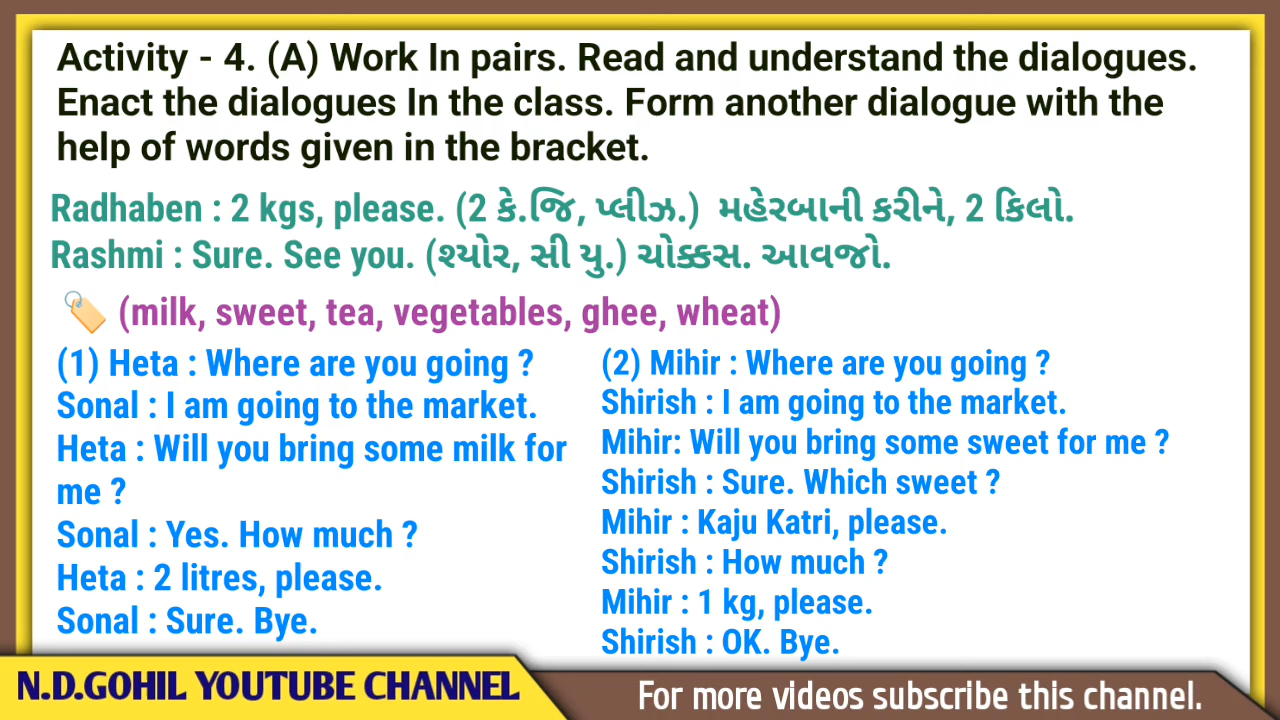 Activity - 4. (A) Work In pairs. Read and understand the dialogues.
Enact the dialogues In the class. Form another dialogue with the
help of words given in the bracket.
Radhaben : 2 kgs, please. (2 કે.જિ, પ્લીઝ.) મહેરબાની કરીને, 2 કિલો.
Rashmi : Sure. See you. (શ્યોર, સી યુ.) ચોક્કસ. આવજો.
(milk, sweet, tea, vegetables, ghee, wheat)
(1) Heta : Where are you going ?
Sonal : I am going to the market.
Heta : Will you bring some milk for
me ?
Sonal : Yes. How much ?
Heta : 2 litres, please.
Sonal : Sure. Bye.
(2) Mihir : Where are you going ?
Shirish : I am going to the market.
Mihir: Will you bring some sweet for me ?
Shirish : Sure. Which sweet ?
Mihir : Kaju Katri, please.
Shirish : How much ?
Mihir : 1 kg, please.
Shirish : OK. Bye.
N.D.GOHIL YOUTUBE CHANNEL
For more videos subscribe this channel.